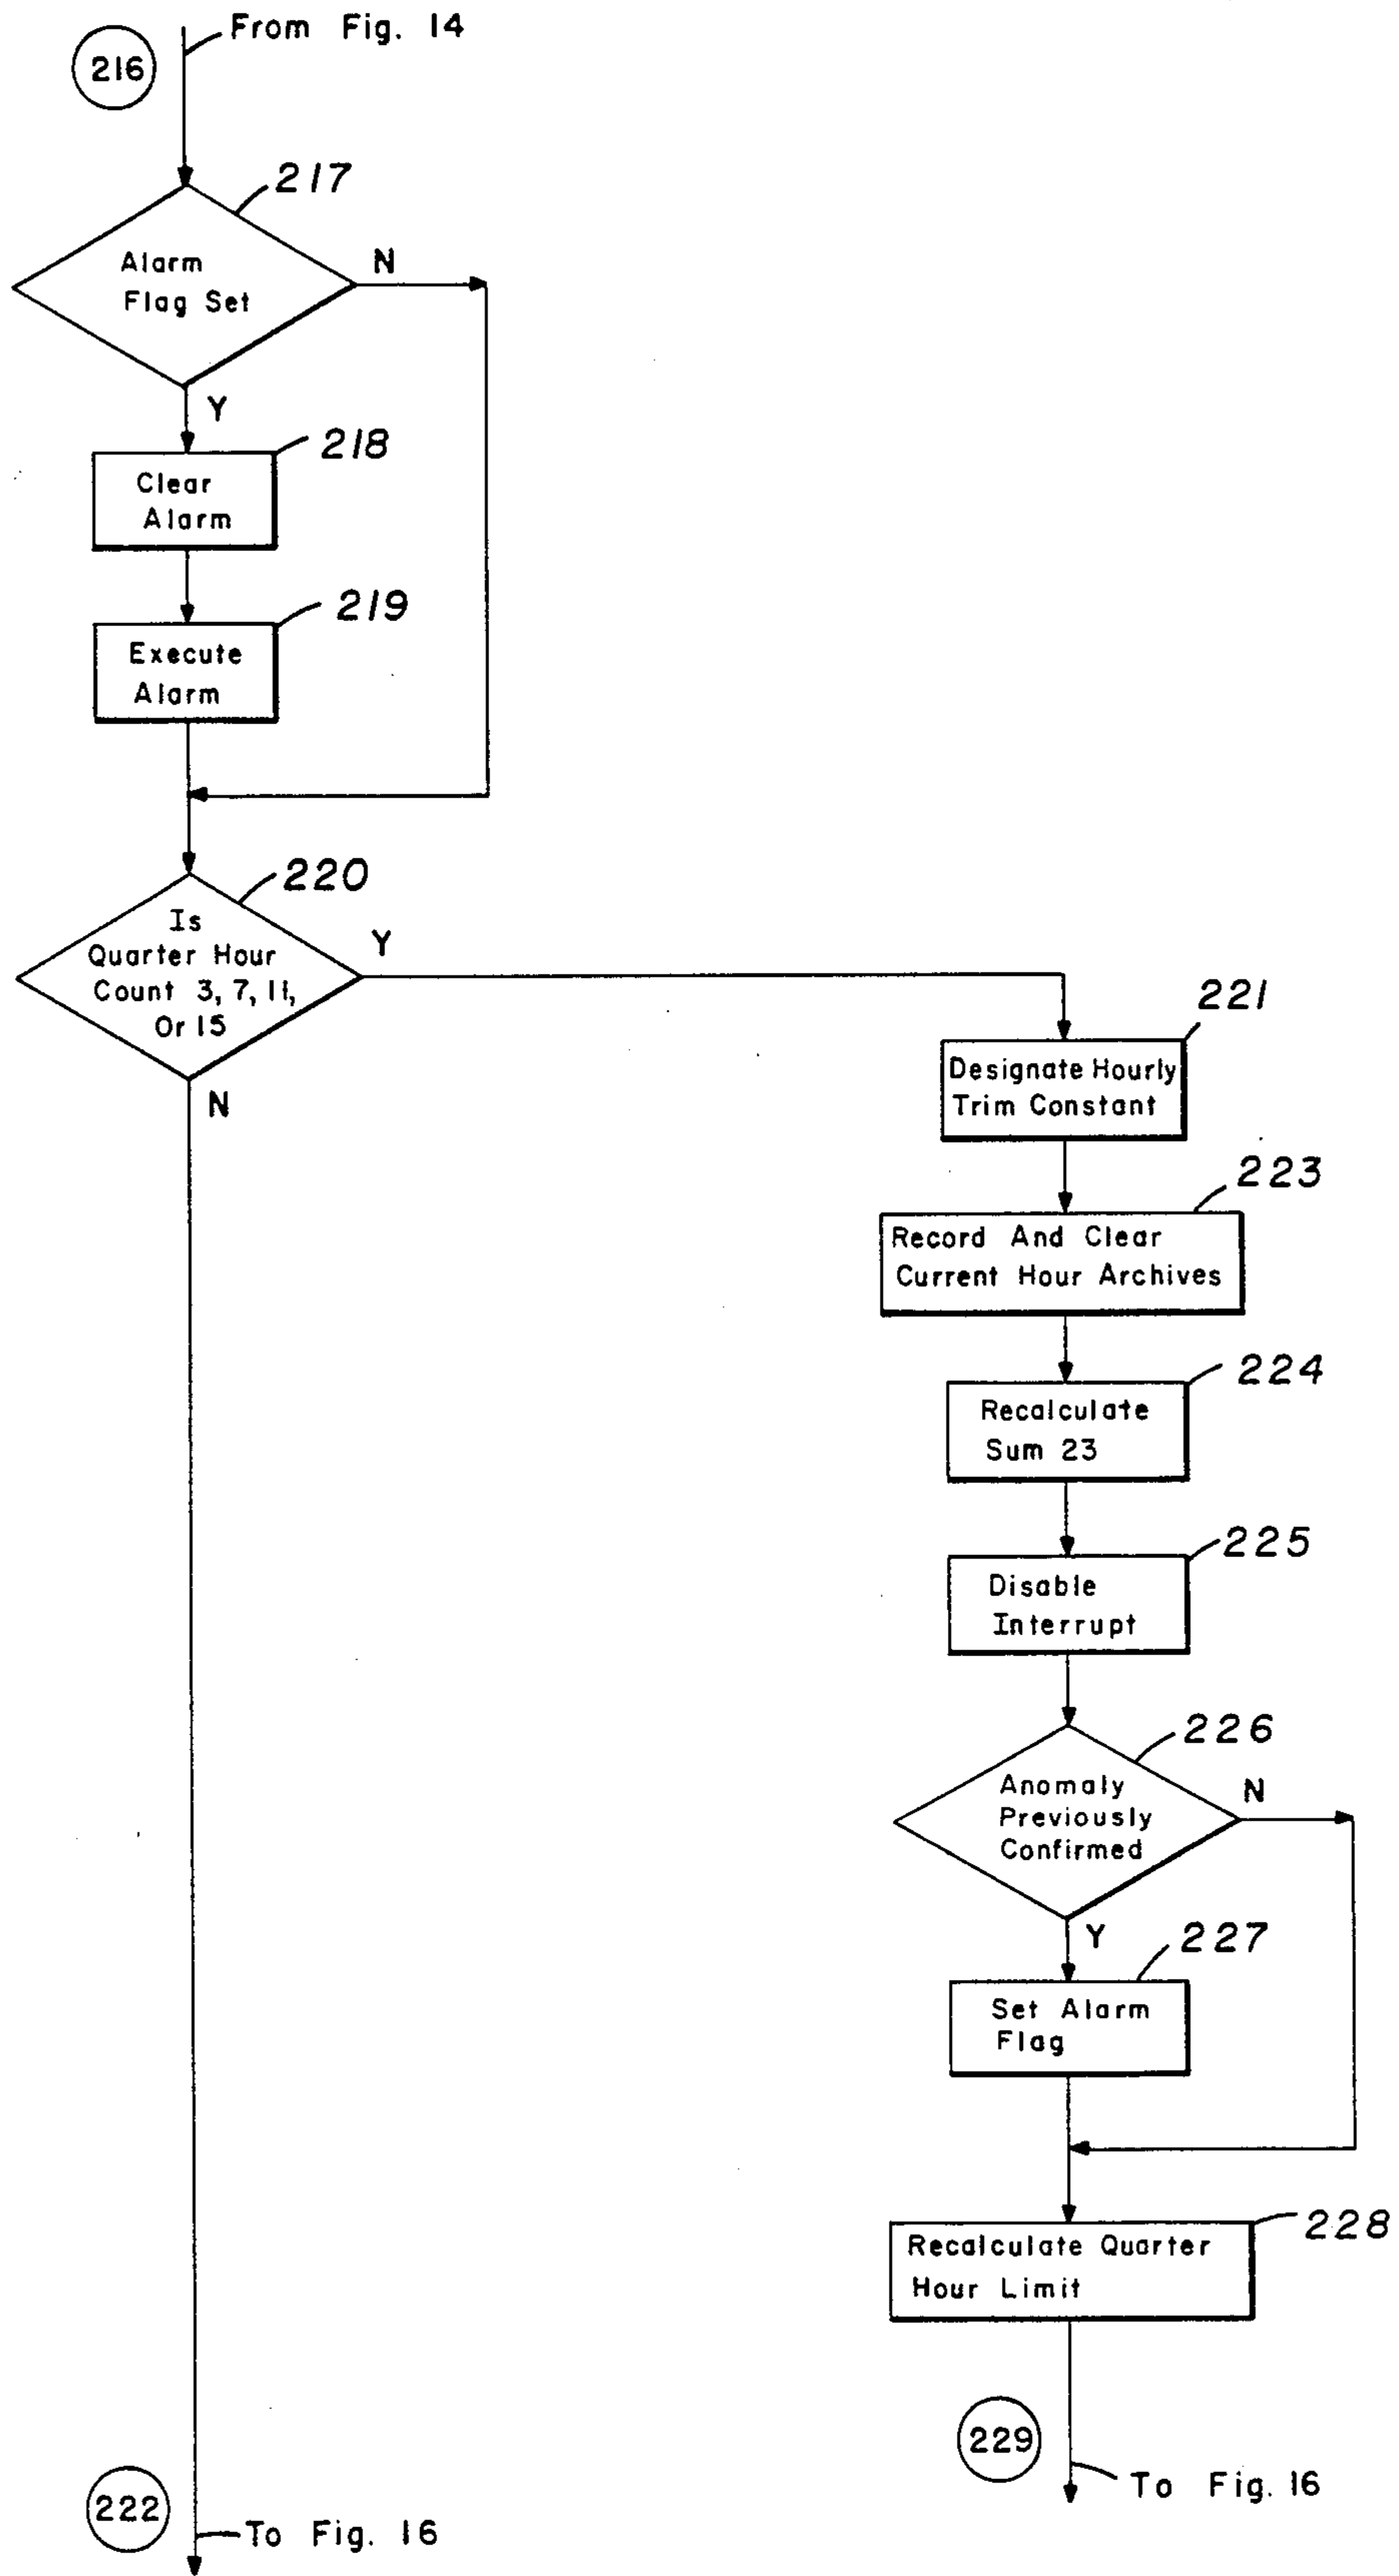 From Fig. 14
216
217
Alarm
Flag Set
N
Y
218
Clear
Alarm
219
Execute
Alarm
220
Is
Quarter Hour
Count 3, 7, 11,
Or 15
Y
N
221
Designate Hourly
Trim Constant
223
Record And Clear
Current Hour Archives
224
Recalculate
Sum 23
225
Disable
Interrupt
226
Anomaly
Previously
Confirmed
N
Y
227
Set Alarm
Flag
228
Recalculate Quarter
Hour Limit
229
To Fig. 16
222
To Fig. 16